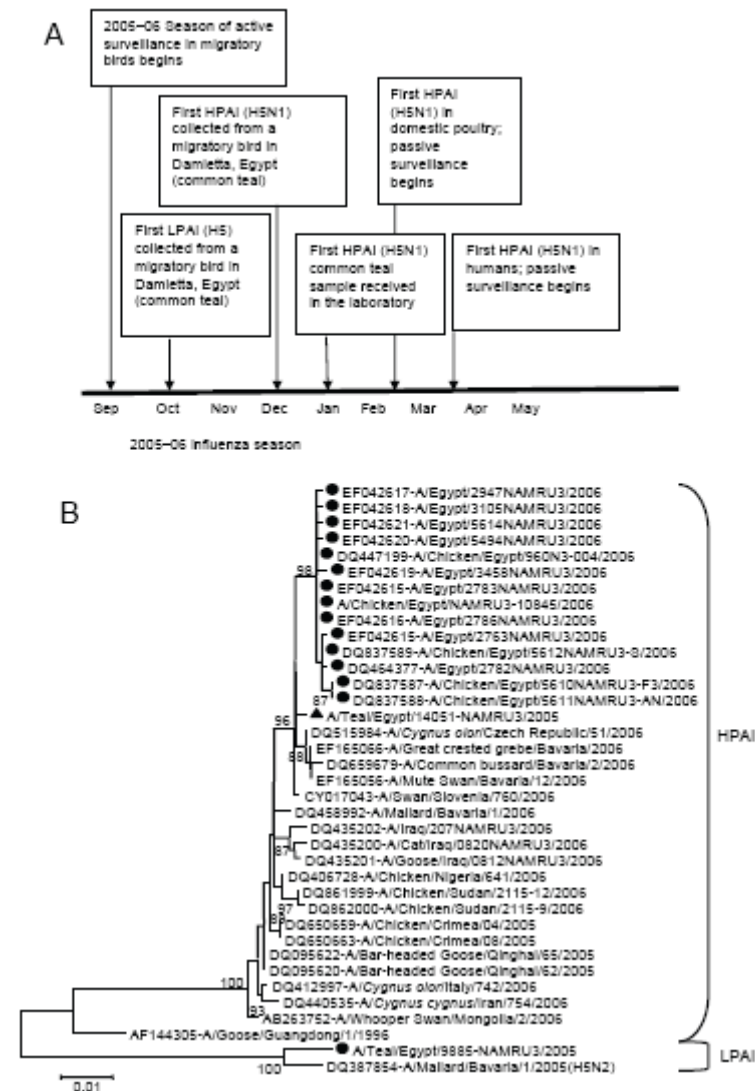 A
2005–06 Season of active
surveillance in migratory
birds begins
First HPAI (H5N1)
collected from a
migratory bird in
Damietta, Egypt
(common teal)
First HPAI
(H5N1) in
domestic poultry;
passive
surveillance
begins
First LPAI (H5)
collected from a
migratory bird in
Damietta, Egypt
(common teal)
First HPAI (H5N1)
common teal
sample received
in the laboratory
First HPAI (H5N1) in
humans; passive
surveillance begins
Sep Oct Nov Dec Jan Feb Mar Apr May
2005–06 Influenza season
B
EF042617-A/Egypt/2947NAMRU3/2006
EF042618-A/Egypt/3105NAMRU3/2006
EF042621-A/Egypt/5614NAMRU3/2006
EF042620-A/Egypt/5494NAMRU3/2006
DQ447199-A/Chicken/Egypt/960N3-004/2006
98
EF042619-A/Egypt/3458NAMRU3/2006
EF042615-A/Egypt/2783NAMRU3/2006
A/Chicken/Egypt/NAMRU3-10845/2006
EF042616-A/Egypt/2786NAMRU3/2006
EF042615-A/Egypt/2763NAMRU3/2006
DQ837589-A/Chicken/Egypt/5612NAMRU3-S/2006
DQ464377-A/Egypt/2782NAMRU3/2006
DQ837587-A/Chicken/Egypt/5610NAMRU3-F3/2006
87
DQ837588-A/Chicken/Egypt/5611NAMRU3-AN/2006
A/Teal/Egypt/14051-NAMRU3/2005
96
DQ515984-A/Cygnus olor/Czech Republic/51/2006
EF165066-A/Great crested grebe/Bavaria/2006
88
DQ659679-A/Common buzzard/Bavaria/2/2006
EF165056-A/Mute Swan/Bavaria/12/2006
CY017043-A/Swan/Slovenia/760/2006
DQ458992-A/Mallard/Bavaria/1/2006
DQ435202-A/Iraq/207NAMRU3/2006
DQ435200-A/Cat/Iraq/0820NAMRU3/2006
87
DQ435201-A/Goose/Iraq/0812NAMRU3/2006
DQ406728-A/Chicken/Nigeria/641/2006
DQ861999-A/Chicken/Sudan/2115-12/2006
97
DQ862000-A/Chicken/Sudan/2115-9/2006
DQ650659-A/Chicken/Crimea/04/2005
DQ650663-A/Chicken/Crimea/08/2005
DQ095622-A/Bar-headed Goose/Qinghai/65/2005
DQ095620-A/Bar-headed Goose/Qinghai/62/2005
100
DQ412997-A/Cygnus olor/Italy/742/2006
DQ440535-A/Cygnus cygnus/Iran/754/2006
93
AB263752-A/Whooper Swan/Mongolia/2/2006
AF144305-A/Goose/Guangdong/1/1996
HPAI
A/Teal/Egypt/9885-NAMRU3/2005
100
DQ387854-A/Mallard/Bavaria/1/2005(H5N2)
LPAI
0.01